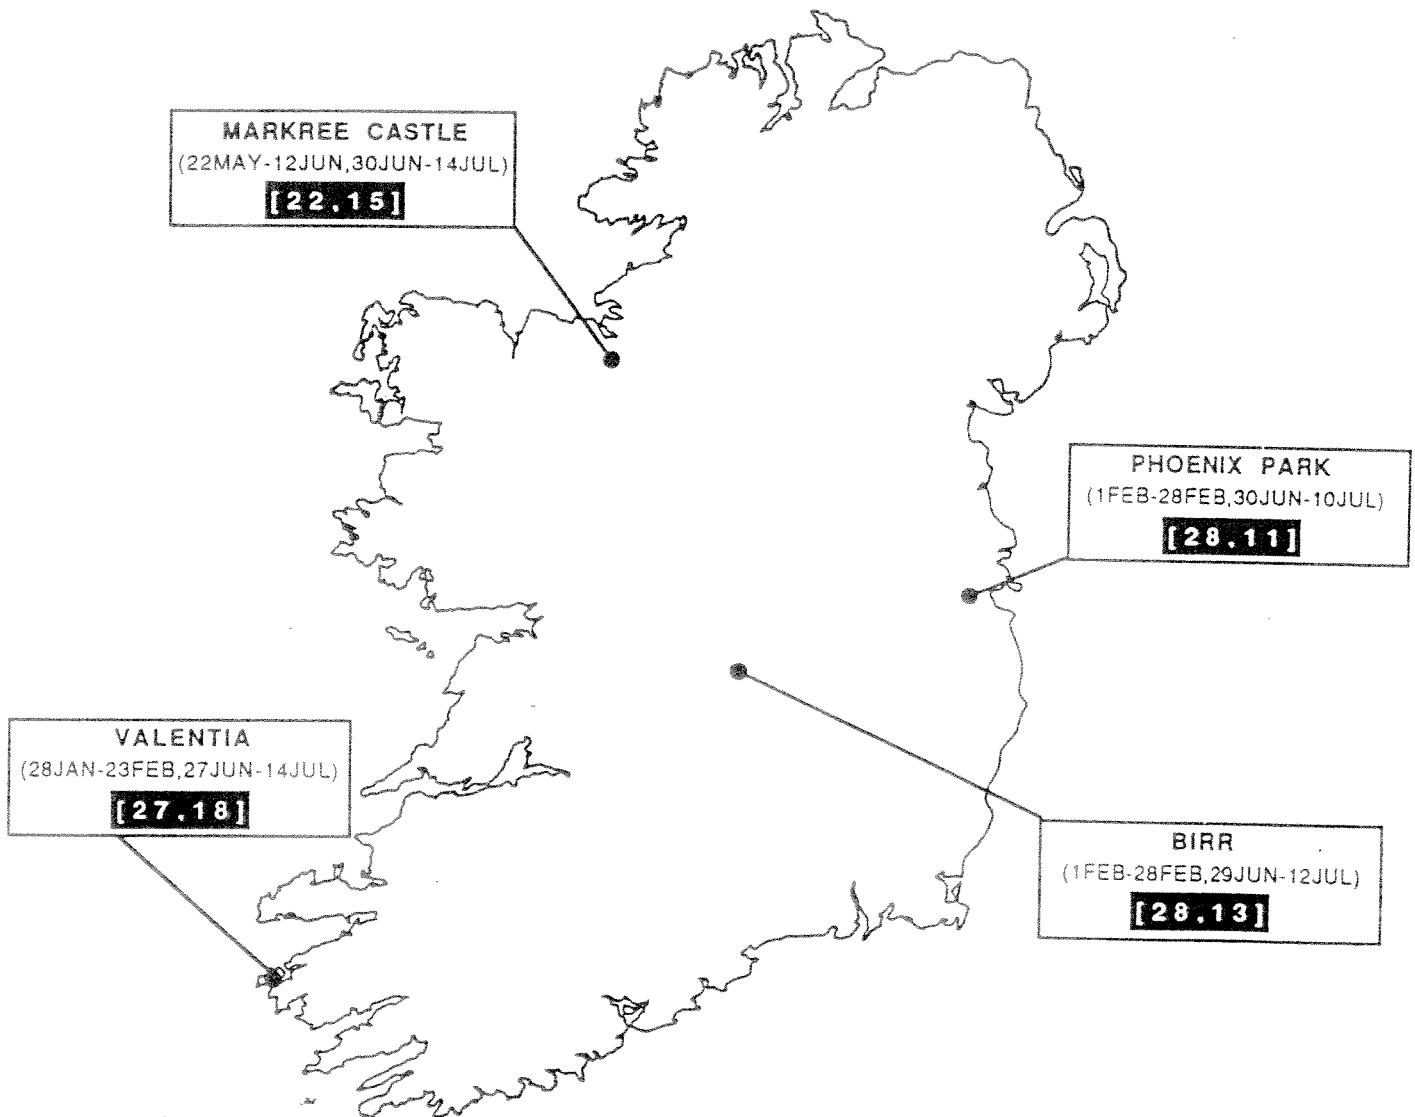 MARKREE CASTLE
(22MAY-12JUN,30JUN-14JUL)
[22.15]
PHOENIX PARK
(1FEB-28FEB,30JUN-10JUL)
[28.11]
VALENTIA
(28JAN-23FEB,27JUN-14JUL)
[27.18]
BIRR
(1FEB-28FEB,29JUN-12JUL)
[28.13]